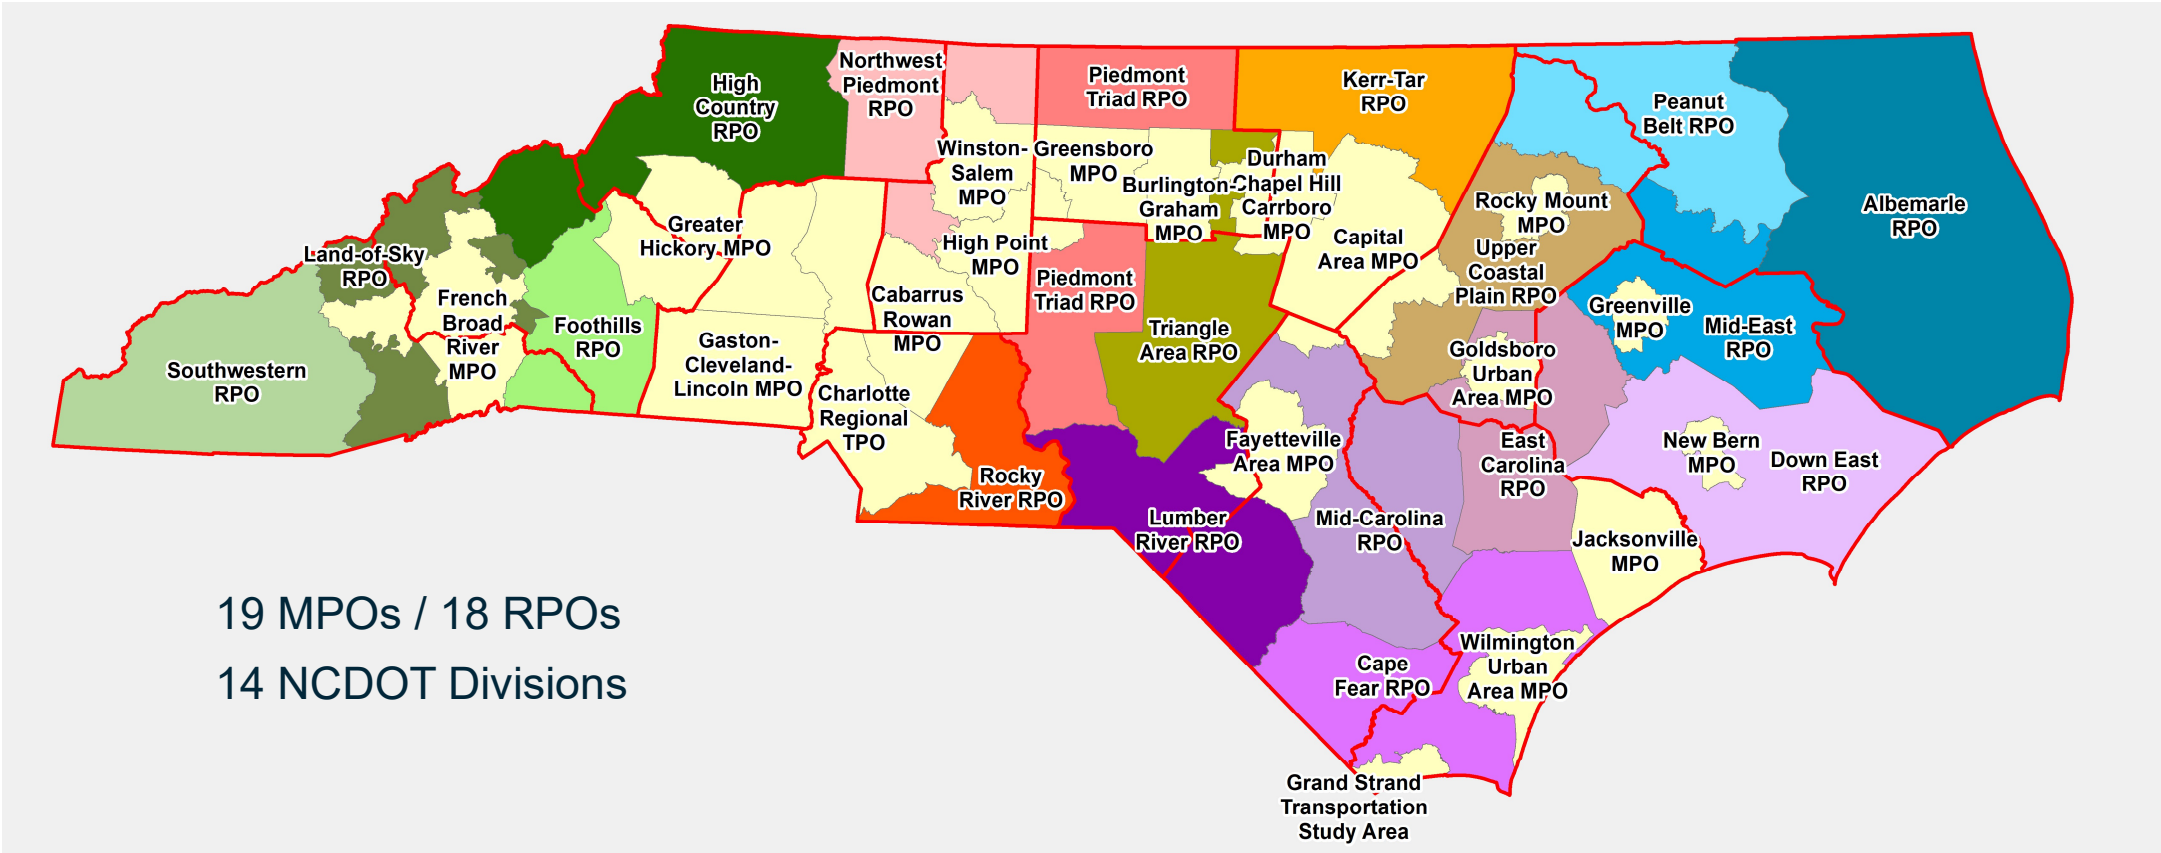 High
Country
RPO
Northwest
Piedmont
RPO
Piedmont
Triad RPO
Kerr-Tar
RPO
Peanut
Belt RPO
Albemarle
RPO
Winston-
Salem
MPO
Greensboro
MPO
Burlington-
Graham
MPO
Durham
Chapel Hill
Carrboro
MPO
Rocky Mount
MPO
Greater
Hickory MPO
High Point
MPO
Capital
Area MPO
Upper
Coastal
Plain RPO
Land-of-Sky
RPO
French
Broad
River
MPO
Foothills
RPO
Cabarrus
Rowan
MPO
Piedmont
Triad RPO
Triangle
Area RPO
Greenville
MPO
Mid-East
RPO
Southwestern
RPO
Gaston-
Cleveland-
Lincoln MPO
Charlotte
Regional
TPO
Goldsboro
Urban
Area MPO
Rocky
River RPO
Fayetteville
Area MPO
East
Carolina
RPO
New Bern
MPO
Down East
RPO
Lumber
River RPO
Mid-Carolina
RPO
Jacksonville
MPO
Cape
Fear RPO
Wilmington
Urban
Area MPO
Grand Strand
Transportation
Study Area
19 MPOs / 18 RPOs
14 NCDOT Divisions